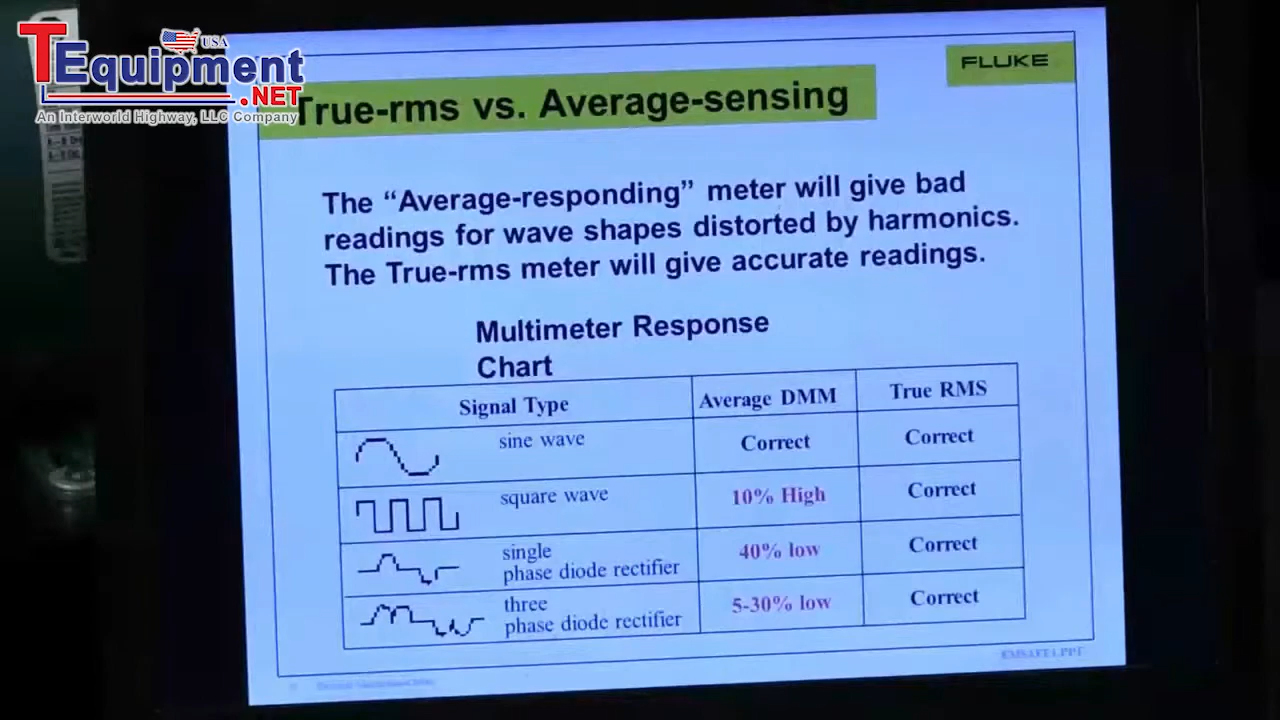 TEquipment
USA
.NET
An Interworld Highway, LLC Company
FLUKE
True-rms vs. Average-sensing
The “Average-responding” meter will give bad
readings for wave shapes distorted by harmonics.
The True-rms meter will give accurate readings.
Multimeter Response
Chart
Signal Type Average DMM True RMS
sine wave Correct Correct
square wave 10% High Correct
single
phase diode rectifier 40% low Correct
three
phase diode rectifier 5-30% low Correct